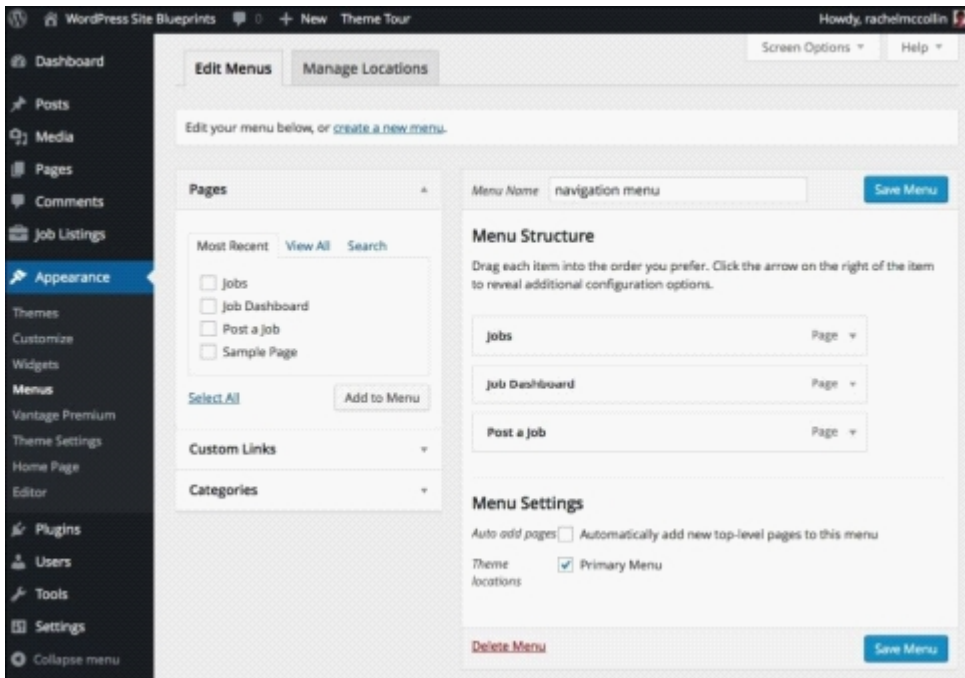 WordPress Site Blueprints 0 + New Theme Tour Howdy, rachelmccollin
Dashboard
Posts
Media
Pages
Comments
Job Listings
Appearance
Themes
Customize
Widgets
Menus
Vantage Premium
Theme Settings
Home Page
Editor
Plugins
Users
Tools
Settings
Collapse menu
Screen Options Help
Edit Menus Manage Locations
Edit your menu below, or create a new menu.
Pages
Most Recent View All Search
Jobs
Job Dashboard
Post a Job
Sample Page
Select All Add to Menu
Custom Links
Categories
Menu Name navigation menu Save Menu
Menu Structure
Drag each item into the order you prefer. Click the arrow on the right of the item
to reveal additional configuration options.
Jobs Page
Job Dashboard Page
Post a Job Page
Menu Settings
Auto add pages Automatically add new top-level pages to this menu
Theme Primary Menu
locations
Delete Menu Save Menu